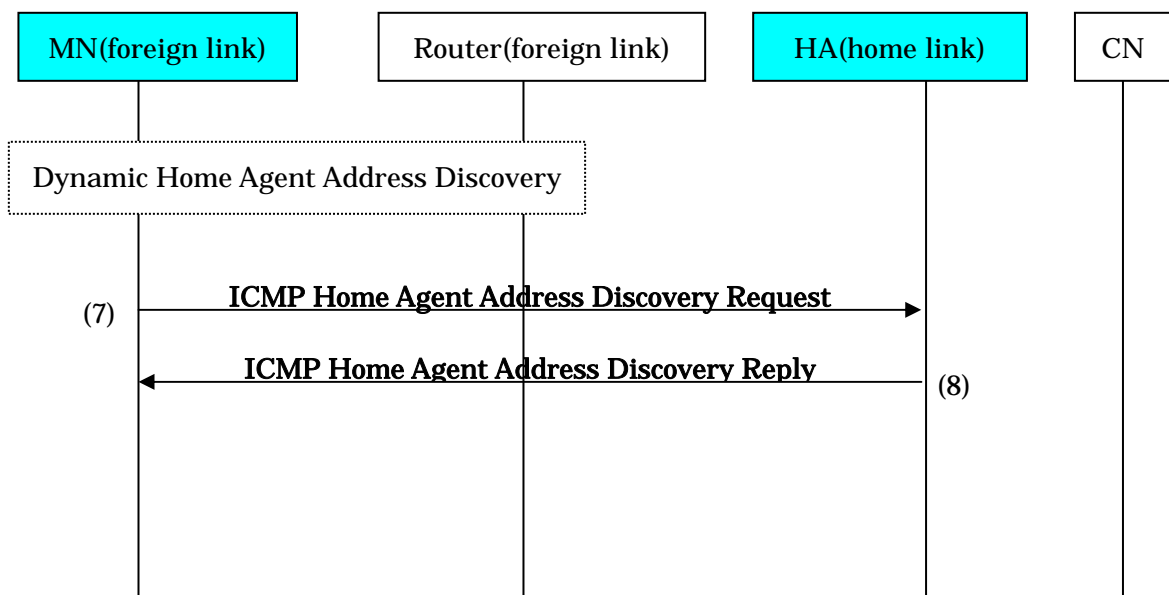 MN(foreign link)
Router(foreign link)
HA(home link)
CN
Dynamic Home Agent Address Discovery
(7)
ICMP Home Agent Address Discovery Request
ICMP Home Agent Address Discovery Reply
(8)